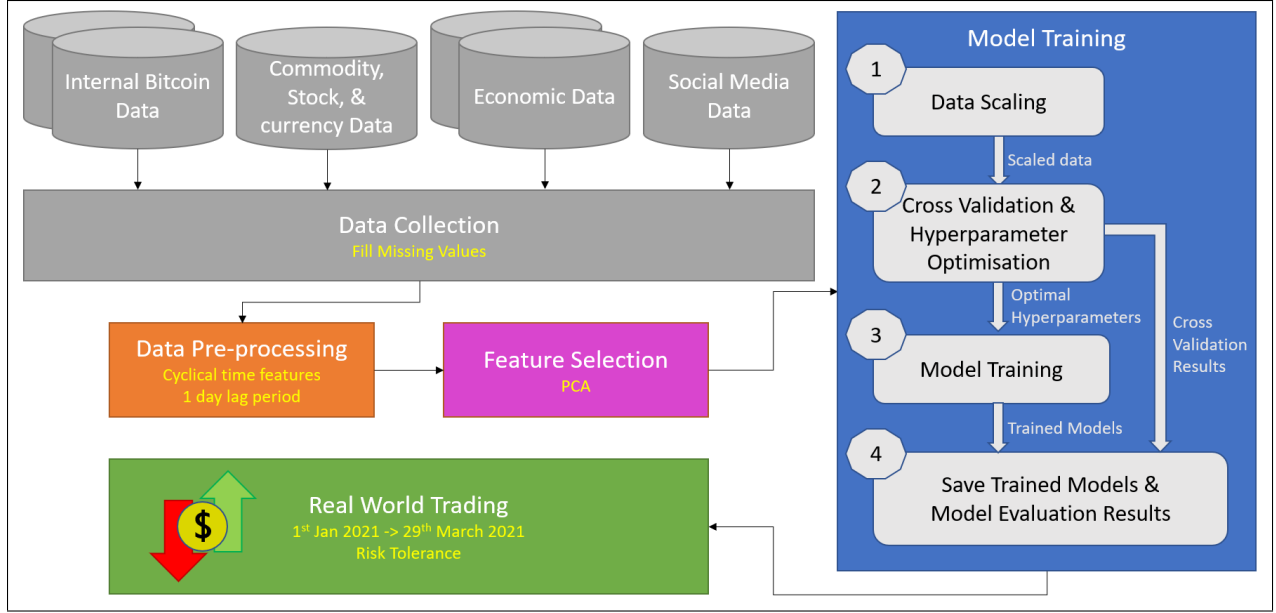 Internal Bitcoin
Data
Commodity,
Stock, &
currency Data
Economic Data
Social Media
Data
Data Collection
Fill Missing Values
Data Pre-processing
Cyclical time features
1 day lag period
Feature Selection
PCA
Model Training
1
Data Scaling
Scaled data
2
Cross Validation &
Hyperparameter
Optimisation
Optimal
Hyperparameters
Cross
Validation
Results
3
Model Training
Trained Models
4
Save Trained Models &
Model Evaluation Results
$
Real World Trading
1st Jan 2021 -> 29th March 2021
Risk Tolerance